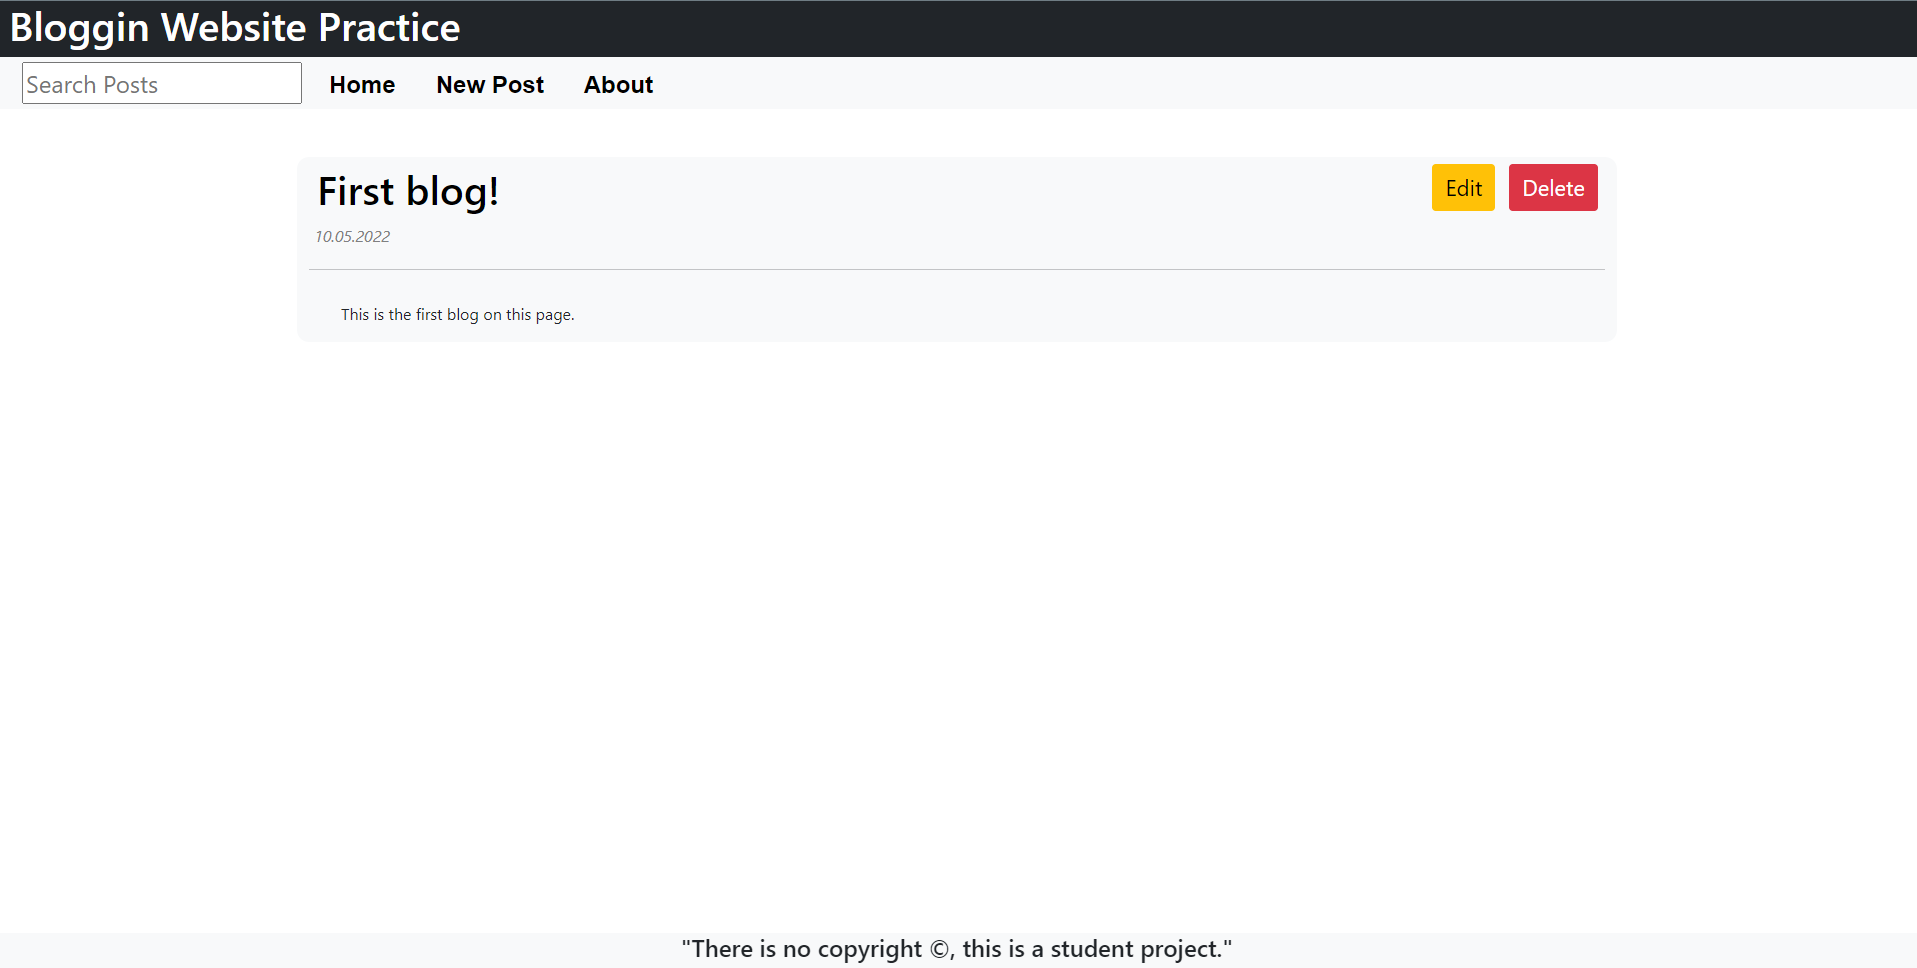 Bloggin Website Practice
Search Posts Home New Post About
First blog! Edit Delete
10.05.2022
This is the first blog on this page.
"There is no copyright ©, this is a student project."